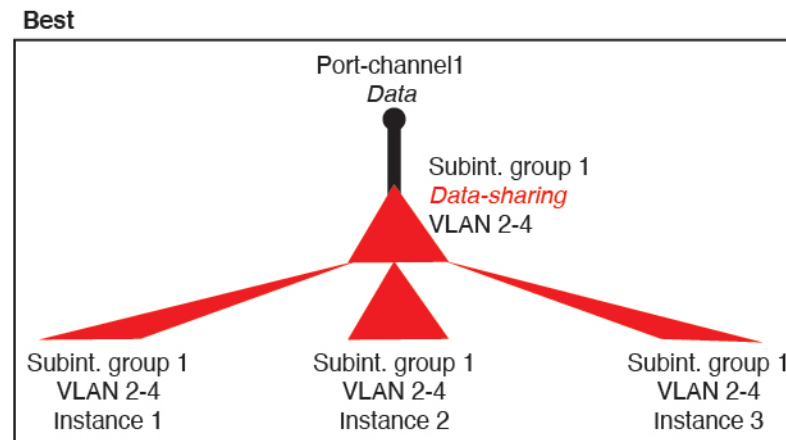 Best
Port-channel1
Data
Subint. group 1
Data-sharing
VLAN 2-4
Subint. group 1
VLAN 2-4
Instance 1
Subint. group 1
VLAN 2-4
Instance 2
Subint. group 1
VLAN 2-4
Instance 3